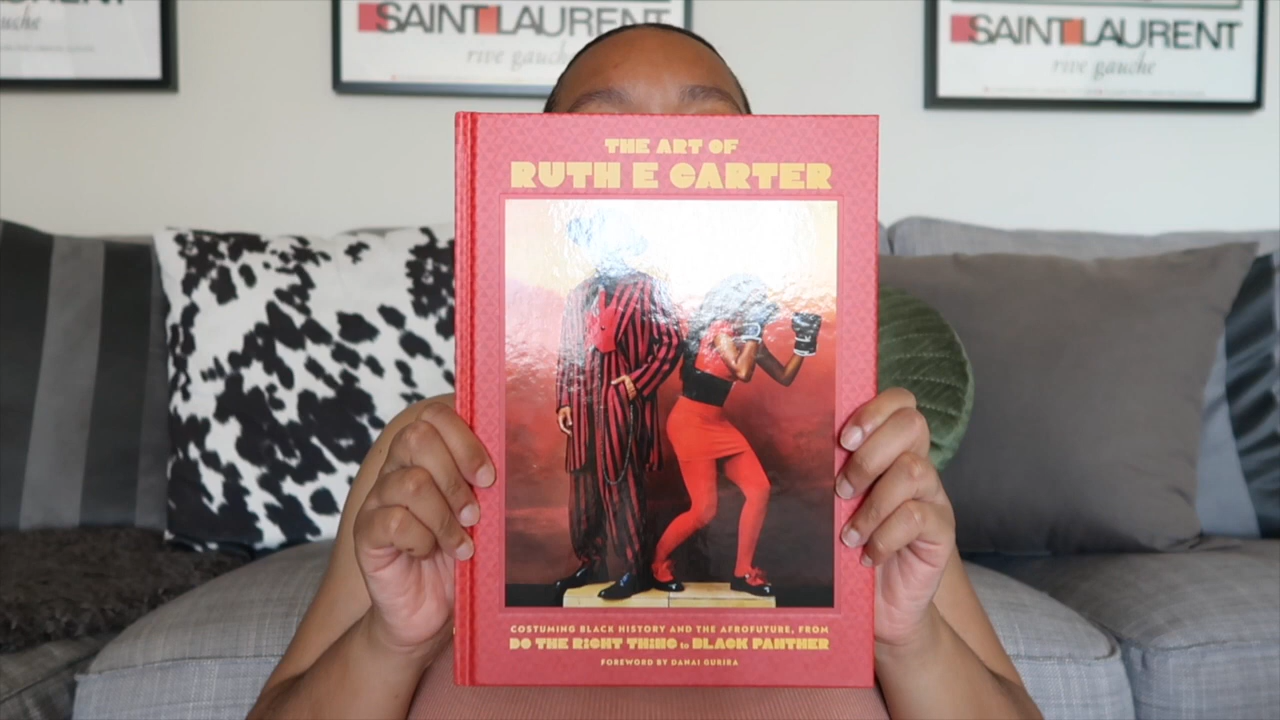 SAINT LAURENT
rive gauche
SAINT LAURENT
rive gauche
THE ART OF
RUTH E CARTER
COSTUMING BLACK HISTORY AND THE AFROFUTURE, FROM
DO THE RIGHT THING to BLACK PANTHER
FOREWORD BY DANAI GURIRA